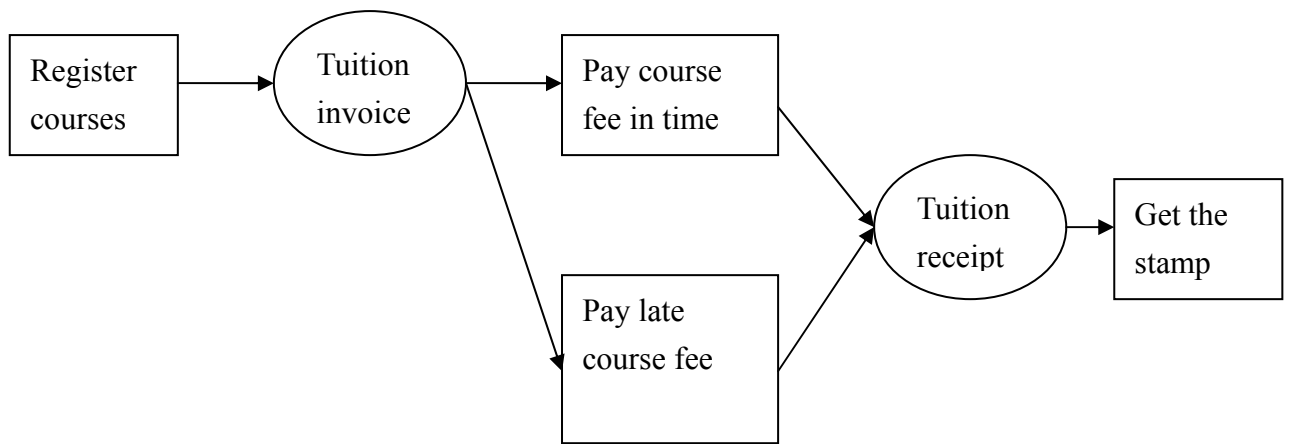 Register
courses
Tuition
invoice
Pay course
fee in time
Pay late
course fee
Tuition
receipt
Get the
stamp